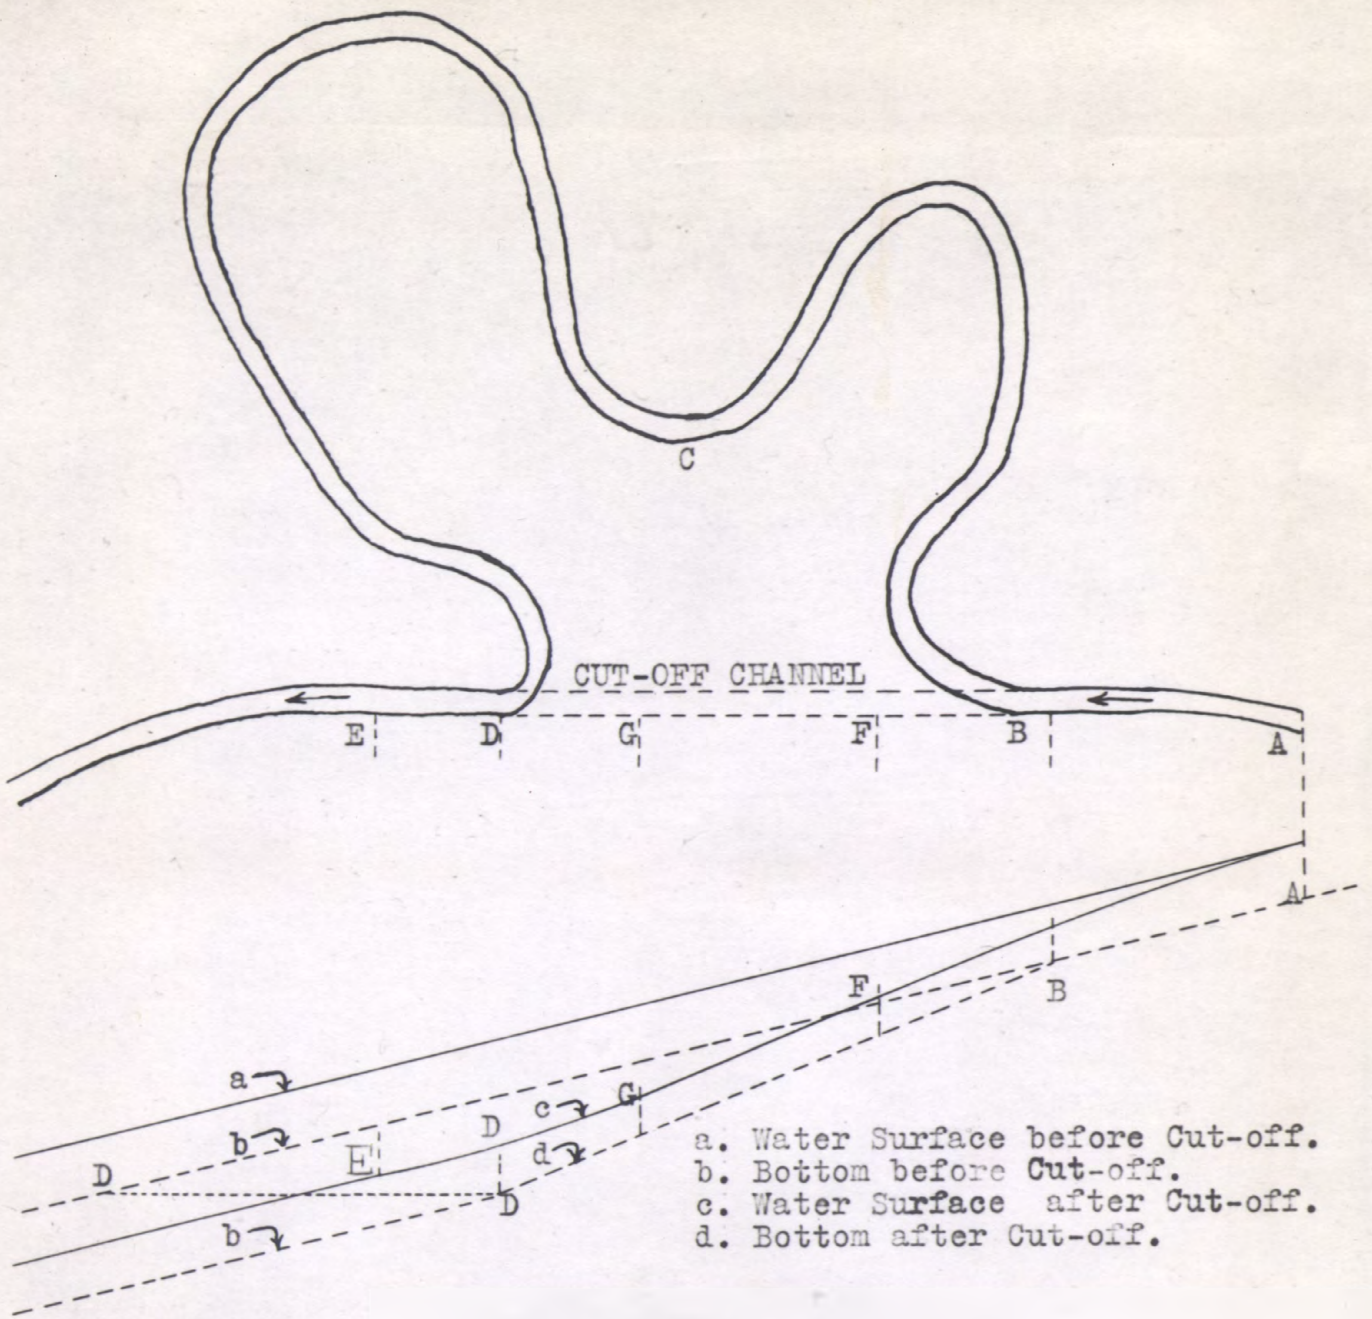 C
CUT-OFF CHANNEL
E D G F B A
A
F B
a
G
c
D
b E d
D
D
b
a. Water Surface before Cut-off.
b. Bottom before Cut-off.
c. Water Surface after Cut-off.
d. Bottom after Cut-off.